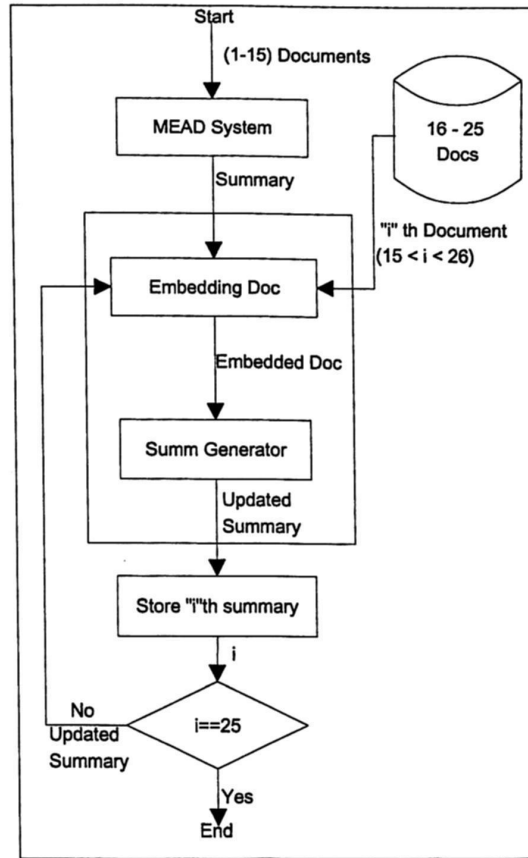 Start
(1-15) Documents
MEAD System
16 - 25
Docs
Summary
"i" th Document
(15 < i < 26)
Embedding Doc
Embedded Doc
Summ Generator
Updated
Summary
Store "i"th summary
i
i==25
No
Updated
Summary
Yes
End